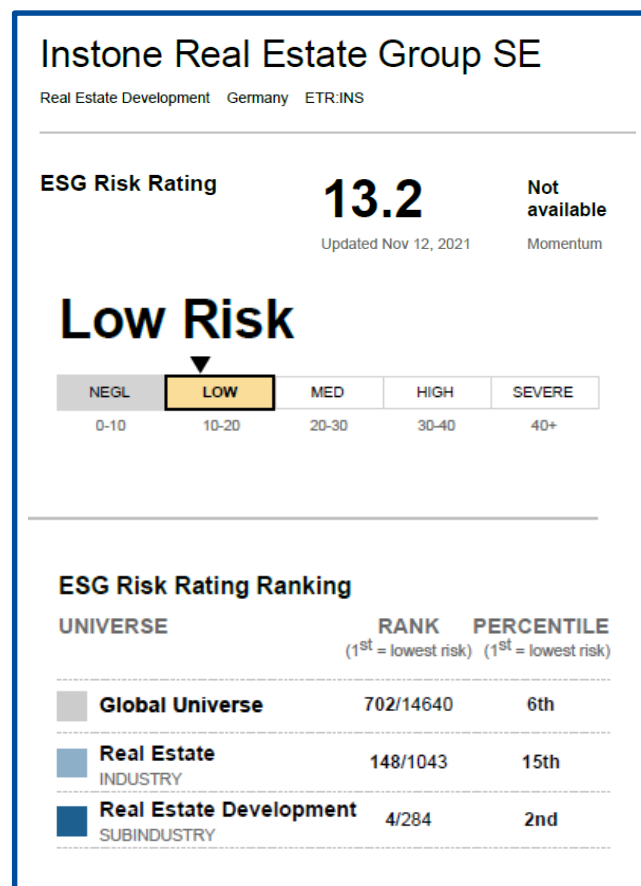 Instone Real Estate Group SE
Real Estate Development Germany ETR:INS
ESG Risk Rating
13.2
Not
available
Updated Nov 12, 2021
Momentum
Low Risk
NEGL LOW MED HIGH SEVERE
0-10 10-20 20-30 30-40 40+
ESG Risk Rating Ranking
UNIVERSE RANK PERCENTILE
(1st = lowest risk) (1st = lowest risk)
Global Universe 702/14640 6th
Real Estate 148/1043 15th
INDUSTRY
Real Estate Development 4/284 2nd
SUBINDUSTRY